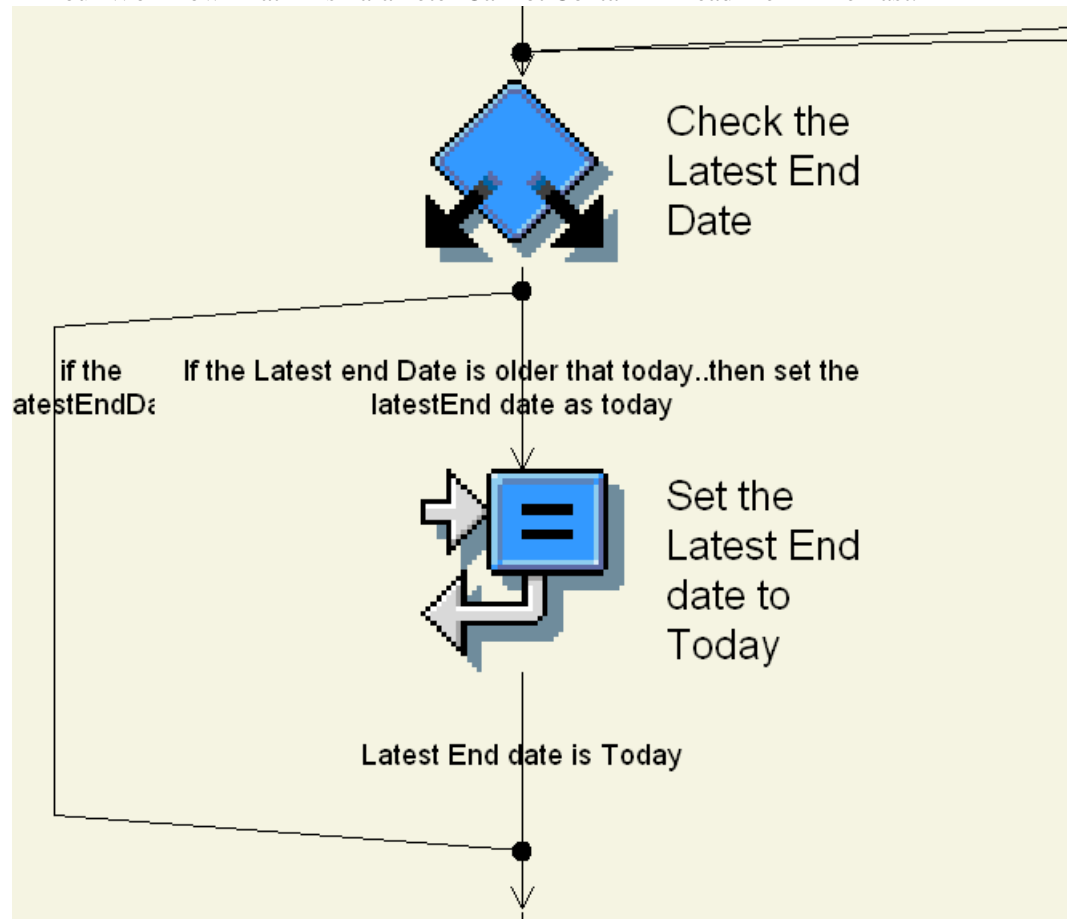 Check the
Latest End
Date
if the
atestEndDa
If the Latest end Date is older that today..then set the
latestEnd date as today
Set the
Latest End
date to
Today
Latest End date is Today